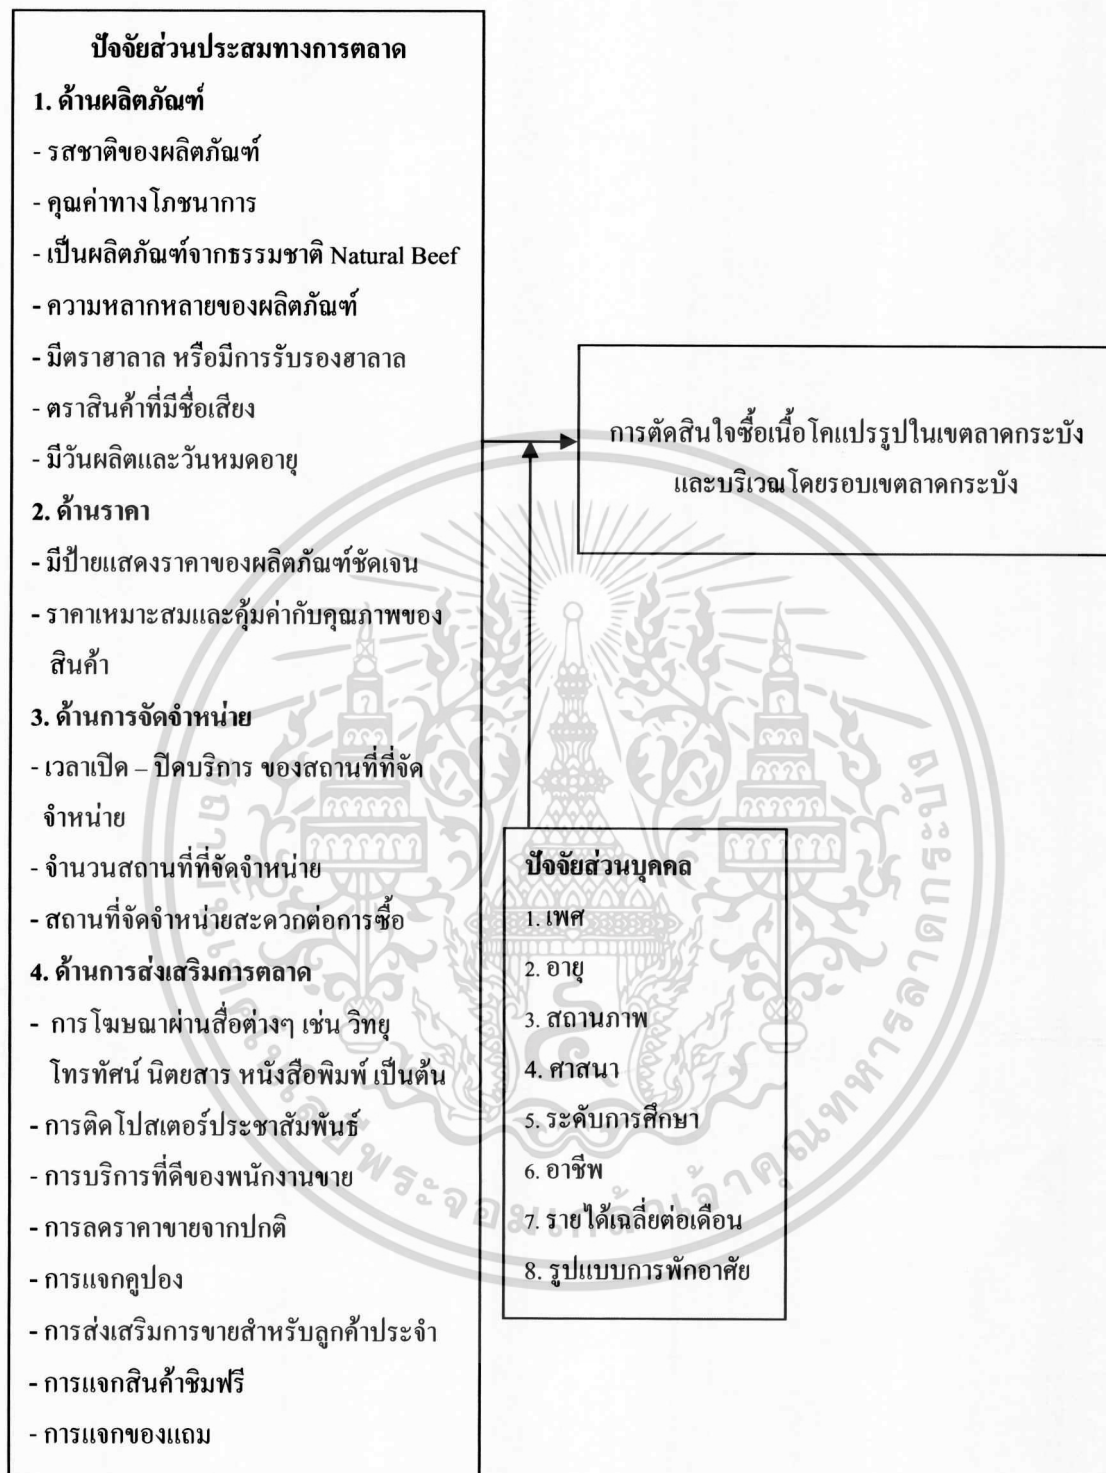 ปัจจัยส่วนประสมทางการตลาด
1. ด้านผลิตภัณฑ์
- รสชาติของผลิตภัณฑ์
- คุณค่าทางโภชนาการ
- เป็นผลิตภัณฑ์จากธรรมชาติ Natural Beef
- ความหลากหลายของผลิตภัณฑ์
- มีตราฮาลาล หรือมีการรับรองฮาลาล
- ตราสินค้าที่มีชื่อเสียง
- มีวันผลิตและวันหมดอายุ
2. ด้านราคา
- มีป้ายแสดงราคาของผลิตภัณฑ์ชัดเจน
- ราคาเหมาะสมและคุ้มค่ากับคุณภาพของ
สินค้า
3. ด้านการจัดจำหน่าย
- เวลาเปิด – ปิดบริการ ของสถานที่ที่จัด
จำหน่าย
- จำนวนสถานที่ที่จัดจำหน่าย
- สถานที่จัดจำหน่ายสะดวกต่อการซื้อ
4. ด้านการส่งเสริมการตลาด
- การโฆษณาผ่านสื่อต่างๆ เช่น วิทยุ
โทรทัศน์ นิตยสาร หนังสือพิมพ์ เป็นต้น
- การติดโปสเตอร์ประชาสัมพันธ์
- การบริการที่ดีของพนักงานขาย
- การลดราคาขายจากปกติ
- การแจกคูปอง
- การส่งเสริมการขายสำหรับลูกค้าประจำ
- การแจกสินค้าชิมฟรี
- การแจกของแถม
การตัดสินใจซื้อเนื้อโคแปรรูปในเขตลาดกระบัง
และบริเวณโดยรอบเขตลาดกระบัง
ปัจจัยส่วนบุคคล
1. เพศ
2. อายุ
3. สถานภาพ
4. ศาสนา
5. ระดับการศึกษา
6. อาชีพ
7. รายได้เฉลี่ยต่อเดือน
8. รูปแบบการพักอาศัย